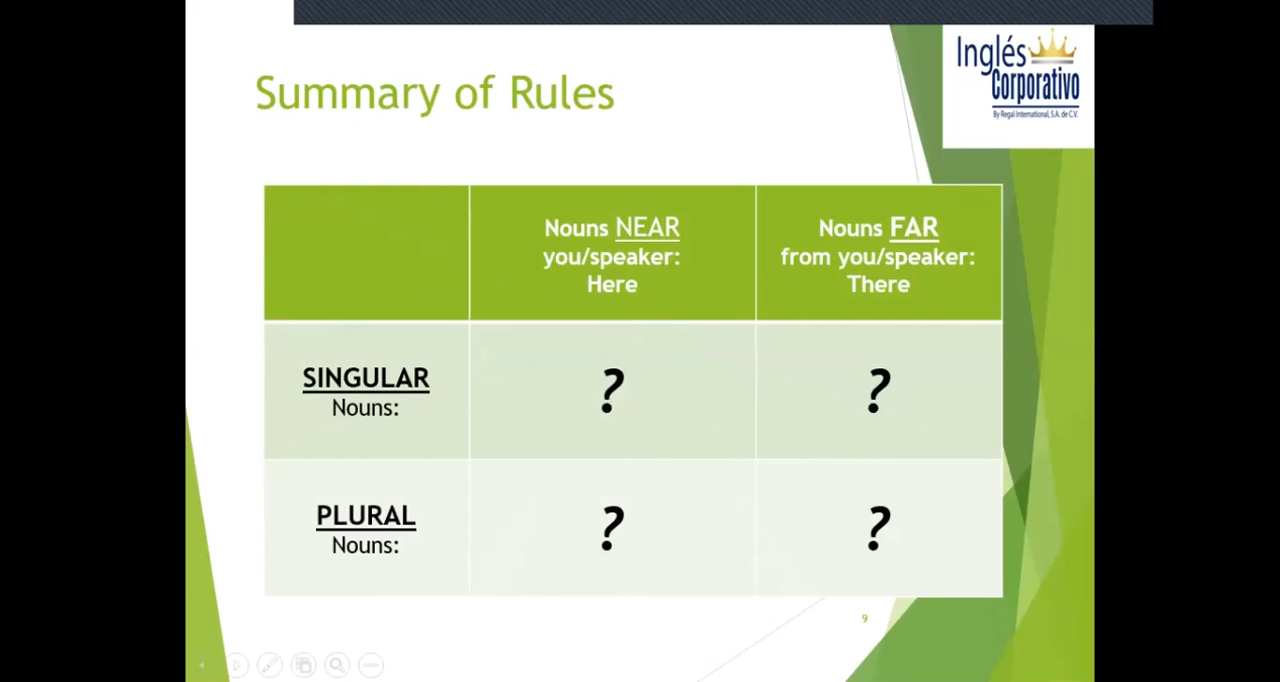 Summary of Rules
Inglés
Corporativo
By Regal International, S.A. de C.V.
Nouns NEAR
you/speaker:
Here
Nouns FAR
from you/speaker:
There
SINGULAR
Nouns:
?
?
PLURAL
Nouns:
?
?
9